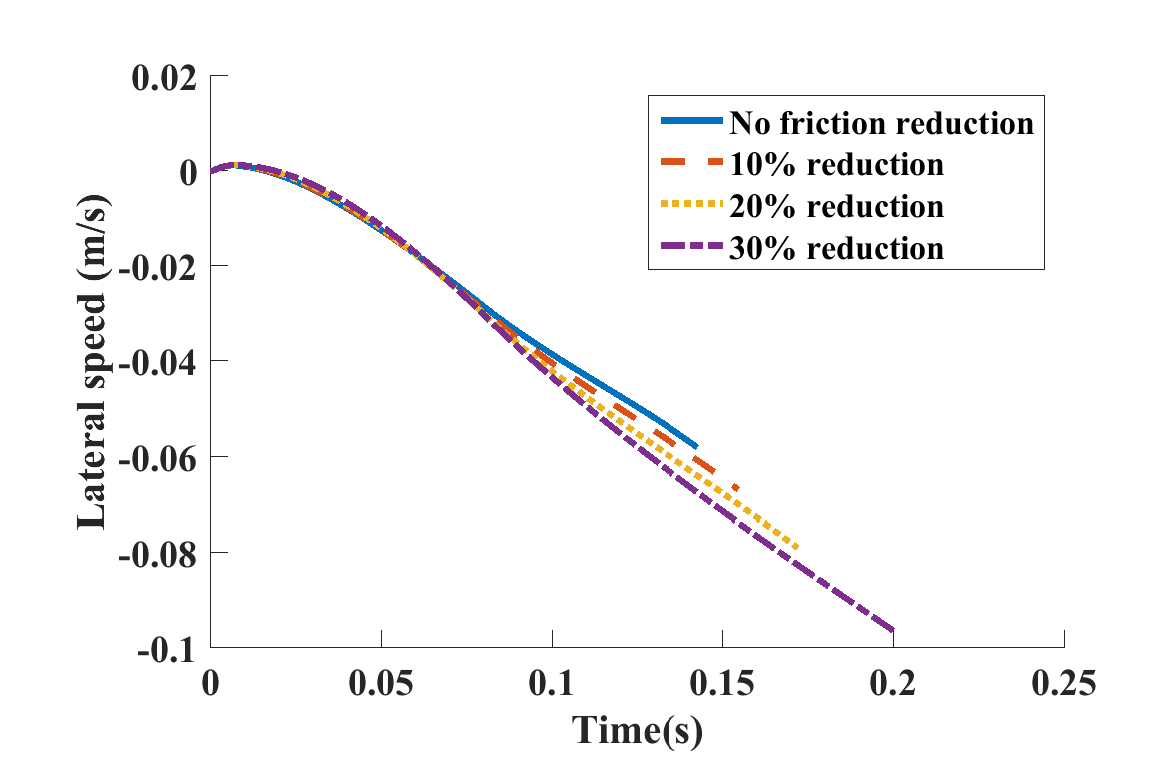 No friction reduction
10% reduction
20% reduction
30% reduction
0.02
0
-0.02
-0.04
-0.06
-0.08
-0.1
Lateral speed (m/s)
0 0.05 0.1 0.15 0.2 0.25
Time(s)